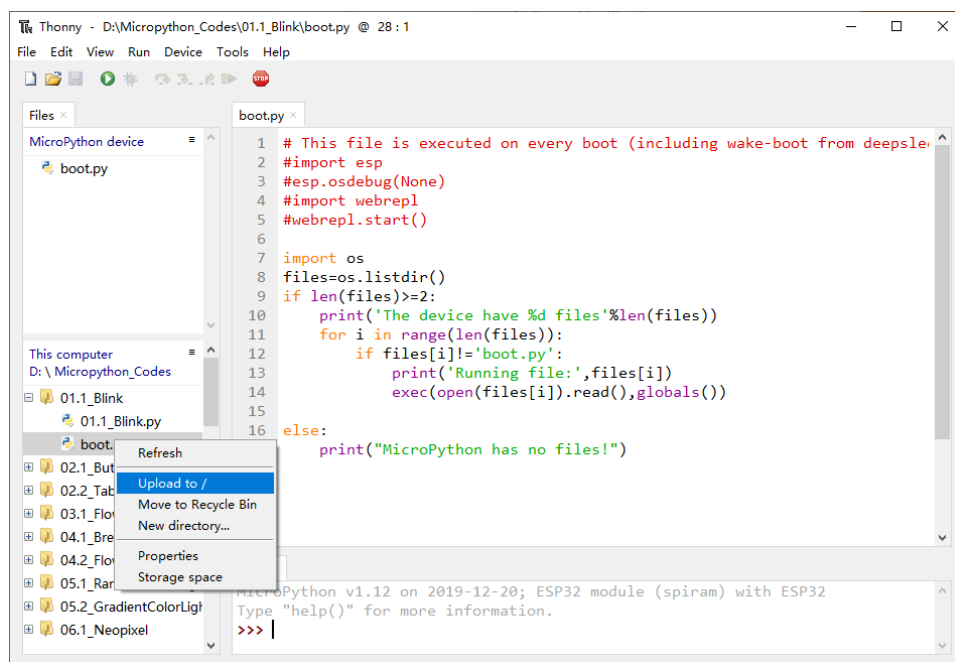 Thonny - D:\Micropython_Codes\01.1_Blink\boot.py @ 28 : 1
File Edit View Run Device Tools Help
STOP
Files
MicroPython device
boot.py
This computer
D: \ Micropython_Codes
01.1_Blink
01.1_Blink.py
boot.
02.1_But
02.2_Tab
03.1_Flo
04.1_Bre
04.2_Flo
05.1_Rar
05.2_GradientColorLigh
06.1_Neopixel
Refresh
Upload to /
Move to Recycle Bin
New directory...
Properties
Storage space
boot.py
1 # This file is executed on every boot (including wake-boot from deepslee
2 #import esp
3 #esp.osdebug(None)
4 #import webrepl
5 #webrepl.start()
6
7 import os
8 files=os.listdir()
9 if len(files)>=2:
10 print('The device have %d files'%len(files))
11 for i in range(len(files)):
12 if files[i]!='boot.py':
13 print('Running file:',files[i])
14 exec(open(files[i]).read(),globals())
15
16 else:
print("MicroPython has no files!")
MicroPython v1.12 on 2019-12-20; ESP32 module (spiram) with ESP32
Type "help()" for more information.
>>>